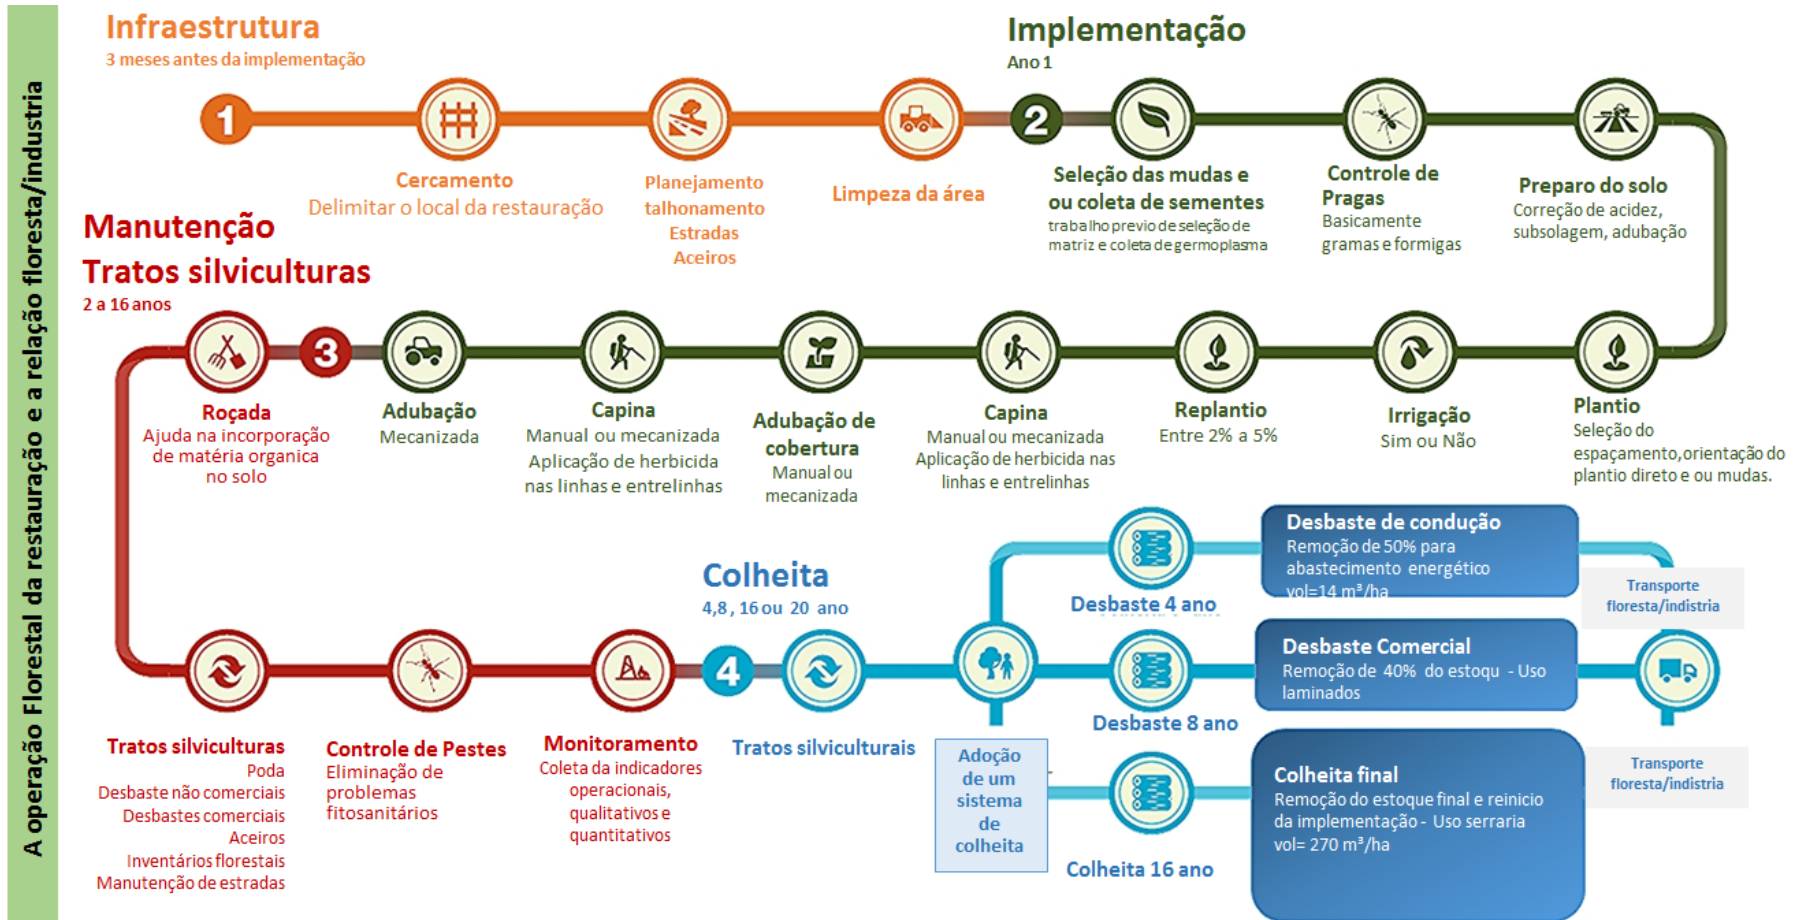 A operação Florestal da restauração e a relação floresta/industria
Infraestrutura
3 meses antes da implementação
Implementação
Ano 1
1
2
Cercamento
Delimitar o local da restauração
Planejamento
talhonamento
Estradas
Aceiros
Limpeza da área
Seleção das mudas e
ou coleta de sementes
trabalho previo de seleção de
matriz e coleta de germoplasma
Controle de
Pragas
Basicamente
gramas e formigas
Preparo do solo
Correção de acidez,
subsolagem, adubação
Manutenção
Tratos silviculturas
2 a 16 anos
3
Roçada
Ajuda na incorporação
de matéria organica
no solo
Adubação
Mecanizada
Capina
Manual ou mecanizada
Aplicação de herbicida
nas linhas e entrelinhas
Adubação de
cobertura
Manual ou
mecanizada
Capina
Manual ou mecanizada
Aplicação de herbicida nas
linhas e entrelinhas
Replantio
Entre 2% a 5%
Irrigação
Sim ou Não
Plantio
Seleção do
espaçamento,orientação do
plantio direto e ou mudas.
Colheita
4,8 , 16 ou 20 ano
4
Tratos silviculturas
Poda
Desbaste não comerciais
Desbastes comerciais
Aceiros
Inventários florestais
Manutenção de estradas
Controle de Pestes
Eliminação de
problemas
fitosanitários
Monitoramento
Coleta da indicadores
operacionais,
qualitativos e
quantitativos
Tratos silviculturais
Adoção
de um
sistema
de
colheita
Desbaste 4 ano
Desbaste de condução
Remoção de 50% para
abastecimento energético
vol=14 m³/ha
Desbaste 8 ano
Desbaste Comercial
Remoção de 40% do estoqu - Uso
laminados
Colheita 16 ano
Colheita final
Remoção do estoque final e reinicio
da implementação - Uso serraria
vol= 270 m³/ha
Transporte
floresta/indistria
Transporte
floresta/indistria